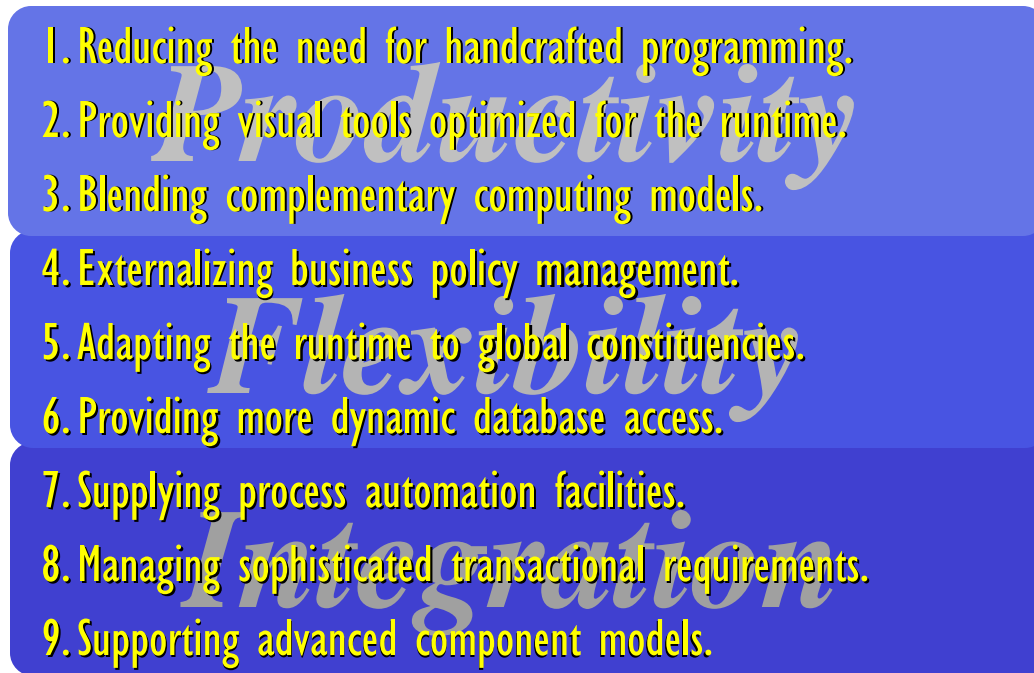 1. Reducing the need for handcrafted programming.
Productivity
2. Providing visual tools optimized for the runtime.
3. Blending complementary computing models.
4. Externalizing business policy management.
Flexibility
5. Adapting the runtime to global constituencies.
6. Providing more dynamic database access.
7. Supplying process automation facilities.
Integration
8. Managing sophisticated transactional requirements.
9. Supporting advanced component models.